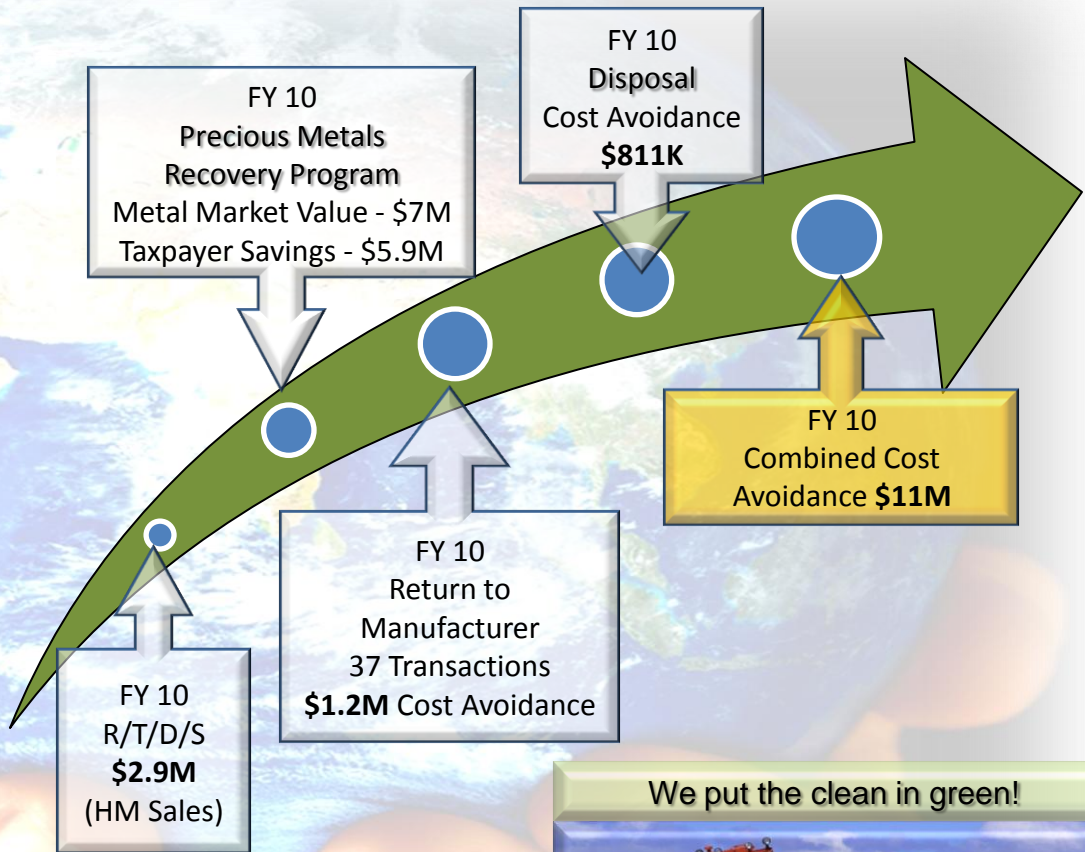 FY 10
Disposal
Cost Avoidance
$811K
FY 10
Precious Metals
Recovery Program
Metal Market Value - $7M
Taxpayer Savings - $5.9M
FY 10
Combined Cost
Avoidance $11M
FY 10
Return to
Manufacturer
37 Transactions
$1.2M Cost Avoidance
FY 10
R/T/D/S
$2.9M
(HM Sales)
We put the clean in green!